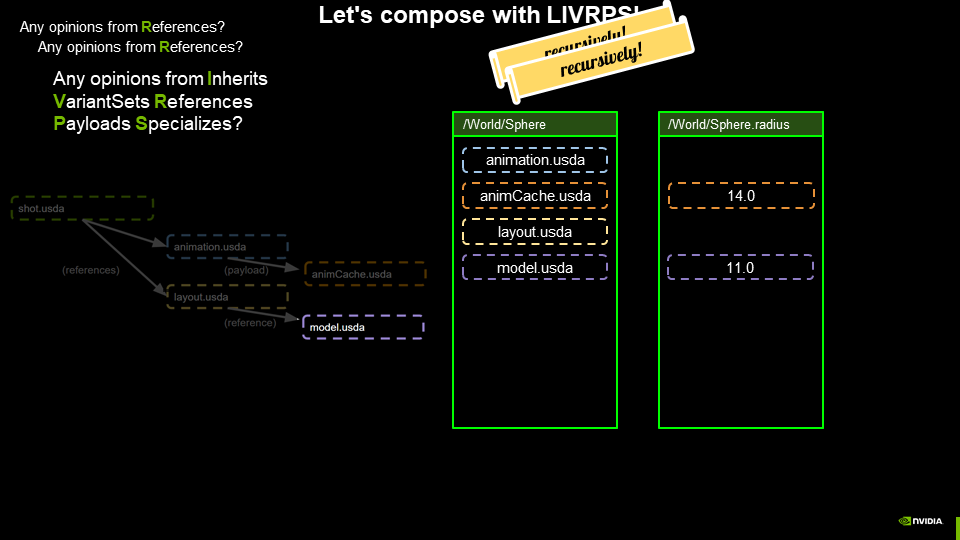 Let's compose with LIVRPS!
recursively!
recursively!
Any opinions from References?
Any opinions from References?
Any opinions from Inherits
VariantSets References
Payloads Specializes?
shot.usda
(references)
animation.usda
(payload)
animCache.usda
layout.usda
(reference)
model.usda
/World/Sphere
animation.usda
animCache.usda
layout.usda
model.usda
/World/Sphere.radius
14.0
11.0
NVIDIA